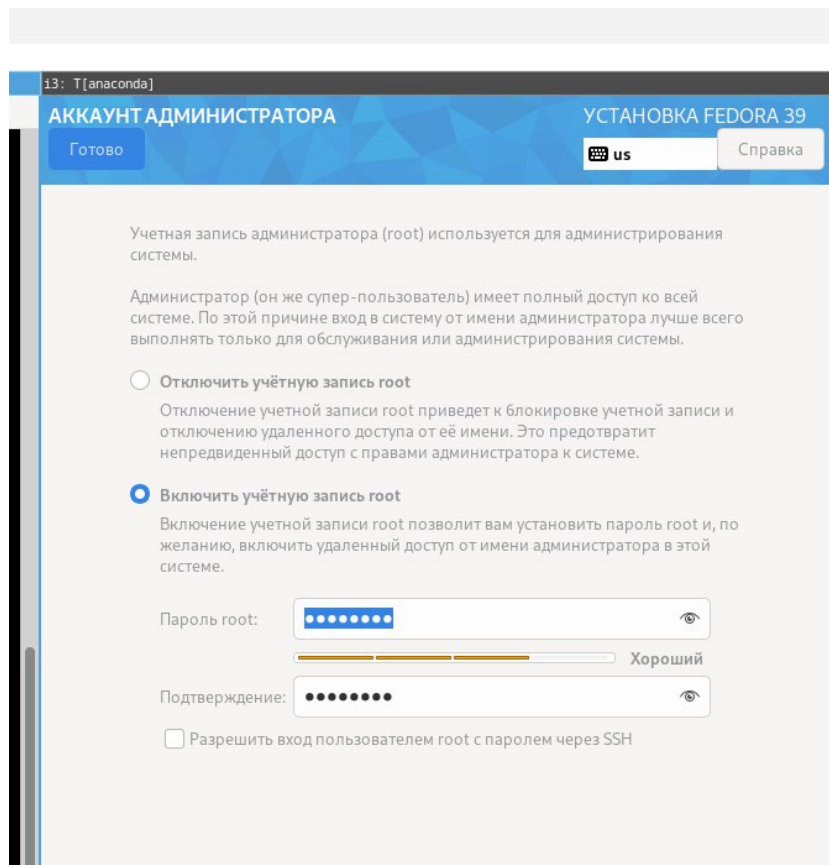 i3: T[anaconda]
АККАУНТ АДМИНИСТРАТОРА
УСТАНОВКА FEDORA 39
Готово
us
Справка
Учетная запись администратора (root) используется для администрирования
системы.
Администратор (он же супер-пользователь) имеет полный доступ ко всей
системе. По этой причине вход в систему от имени администратора лучше всего
выполнять только для обслуживания или администрирования системы.
Отключить учётную запись root
Отключение учетной записи root приведет к блокировке учетной записи и
отключению удаленного доступа от её имени. Это предотвратит
непредвиденный доступ с правами администратора к системе.
Включить учётную запись root
Включение учетной записи root позволит вам установить пароль root и, по
желанию, включить удаленный доступ от имени администратора в этой
системе.
Пароль root: ●●●●●●●●
Хороший
Подтверждение: ●●●●●●●●
Разрешить вход пользователем root с паролем через SSH